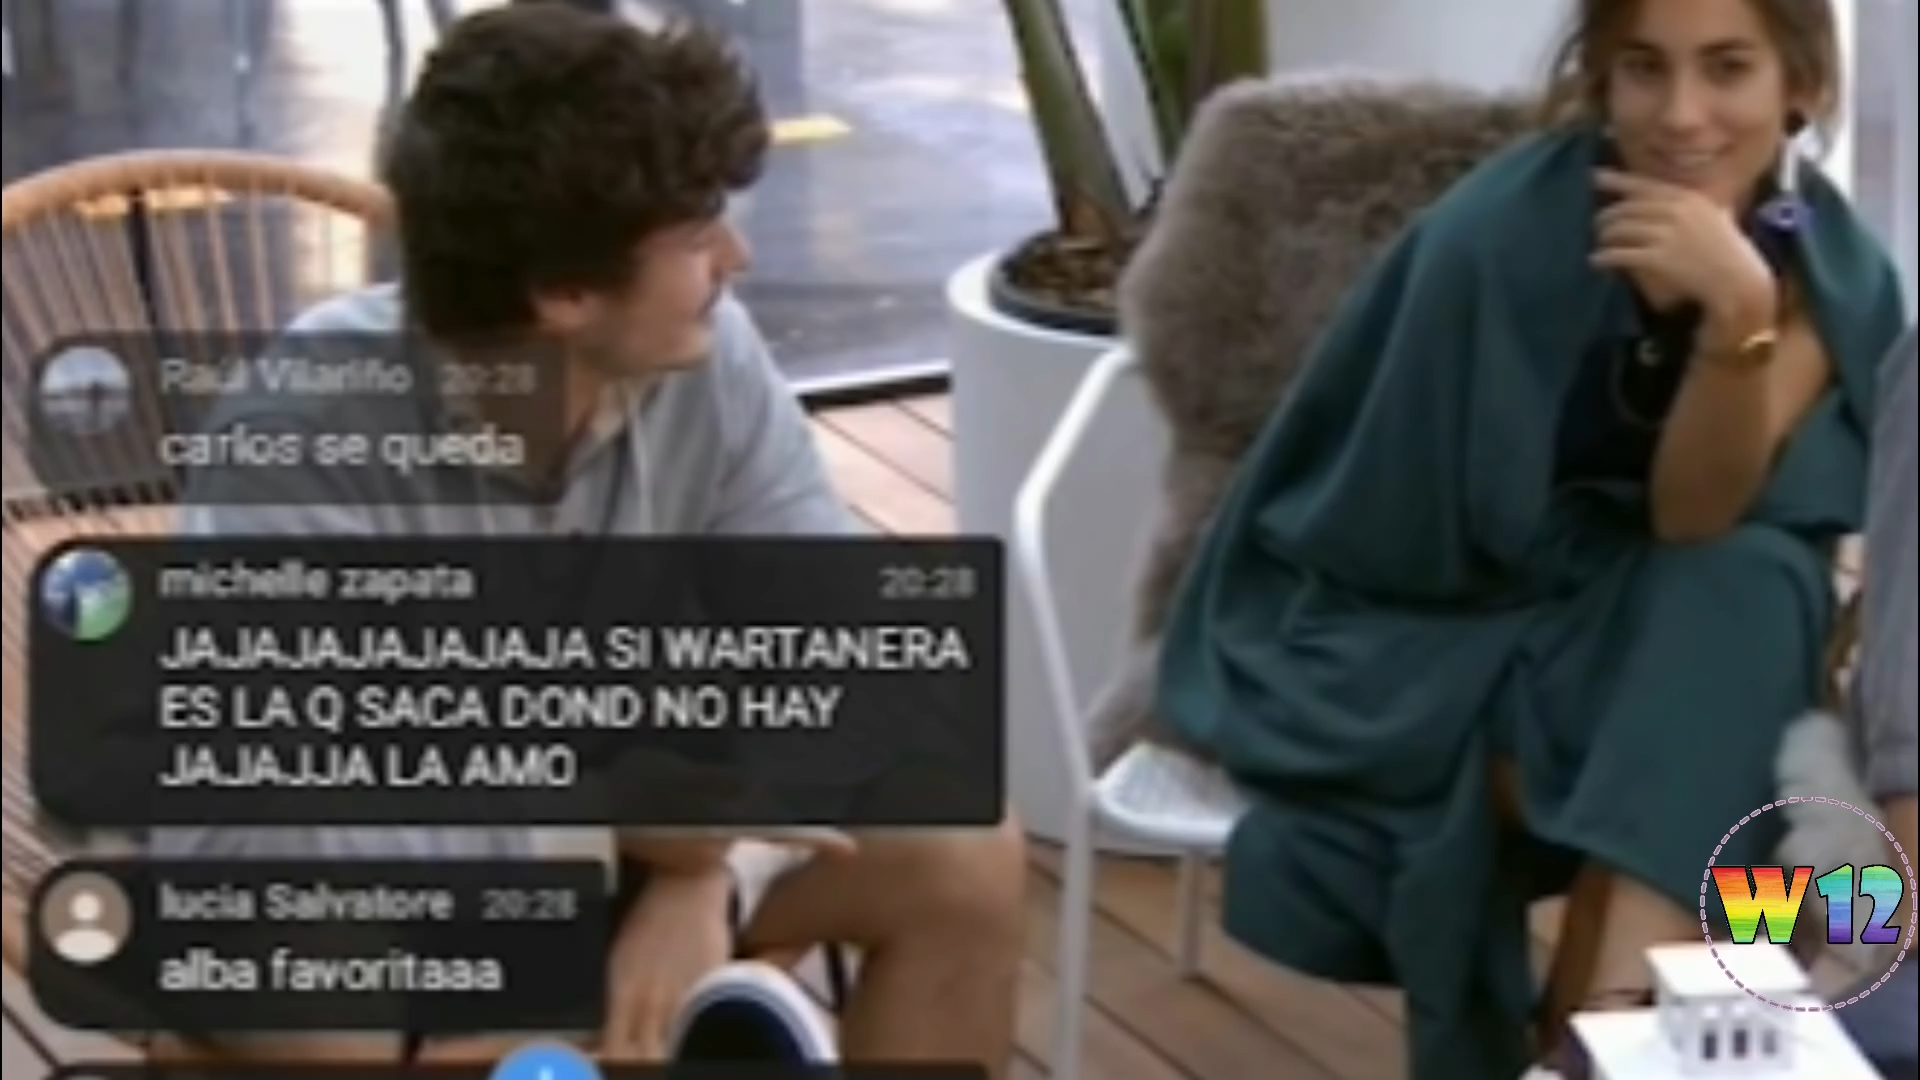 Raúl Vilariño 20:28
carlos se queda
michelle zapata 20:28
JAJAJAJAJAJAJAJA SI WARTANERA
ES LA Q SACA DOND NO HAY
JAJAJJA LA AMO
lucia Salvatore 20:28
alba favoritaaa
W12